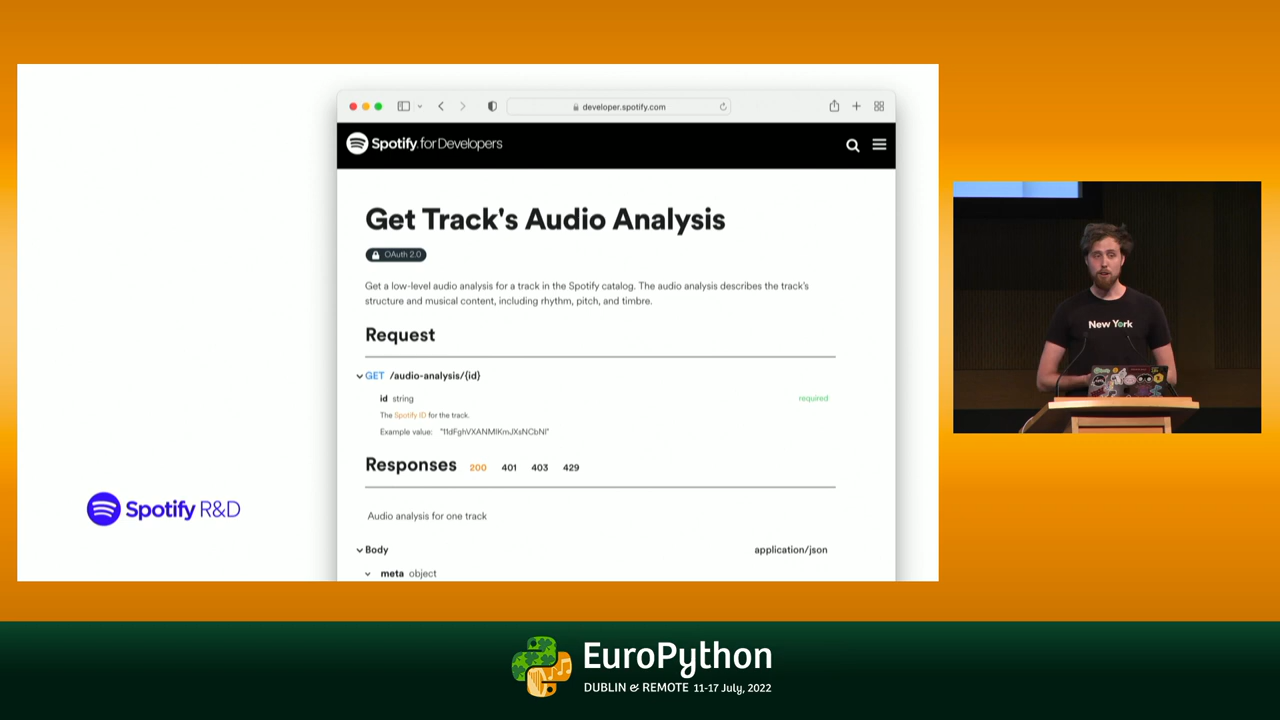 developer.spotify.com
Spotify for Developers
Get Track's Audio Analysis
OAuth 2.0
Get a low-level audio analysis for a track in the Spotify catalog. The audio analysis describes the track's
structure and musical content, including rhythm, pitch, and timbre.
Request
GET /audio-analysis/{id}
id string required
The Spotify ID for the track.
Example value: "11dFghVXANMlKmJXsNCbNl"
Responses 200 401 403 429
Audio analysis for one track
Body application/json
meta object
Spotify R&D
New York
EuroPython
DUBLIN & REMOTE 11-17 July, 2022